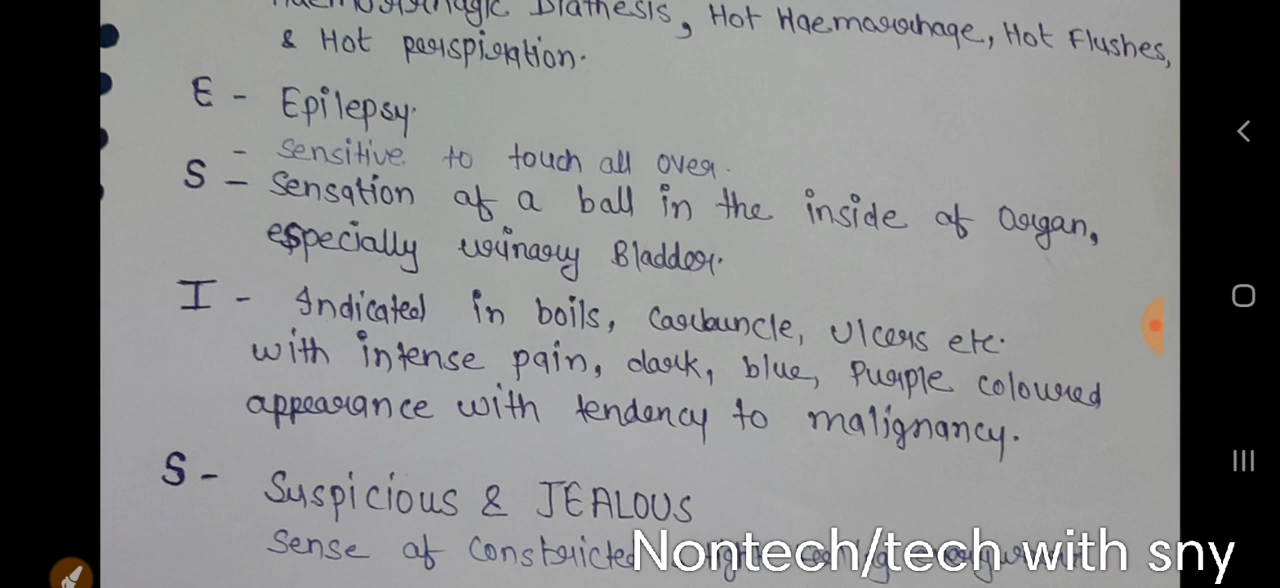 Haemorrhagic Diathesis, Hot Haemorrhage, Hot Flushes,
& Hot perspiration.
E - Epilepsy.
- Sensitive to touch all over.
S - Sensation of a ball in the inside of organ,
especially urinary Bladder.
I - Indicated in boils, Carbuncle, Ulcers etc.
with intense pain, dark, blue, Purple coloured
appearance with tendency to malignancy.
S - Suspicious & JEALOUS
Sense of Constricted
Nontech/tech with sny